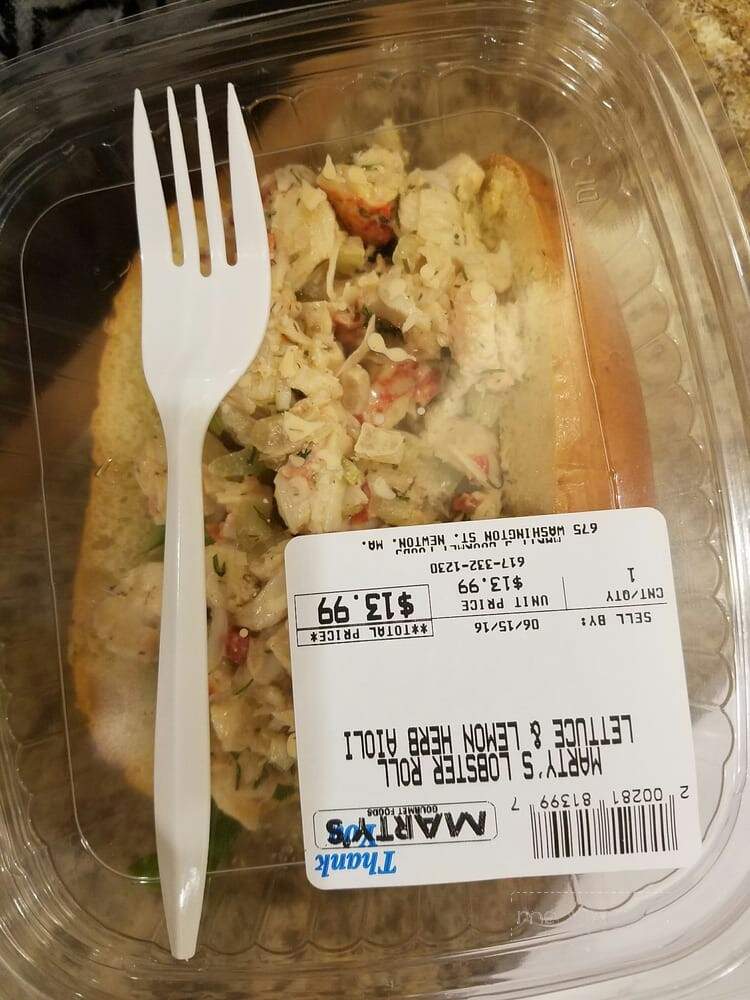 Thank
You
MARTY'S
GOURMET FOODS
2 00281 81399 7
MARTY'S LOBSTER ROLL
LETTUCE & LEMON HERB AIOLI
SELL BY: 06/15/16 **TOTAL PRICE*
CNT/QTY UNIT PRICE
1 $13.99 $13.99
617-332-1230
675 WASHINGTON ST. NEWTON, MA.